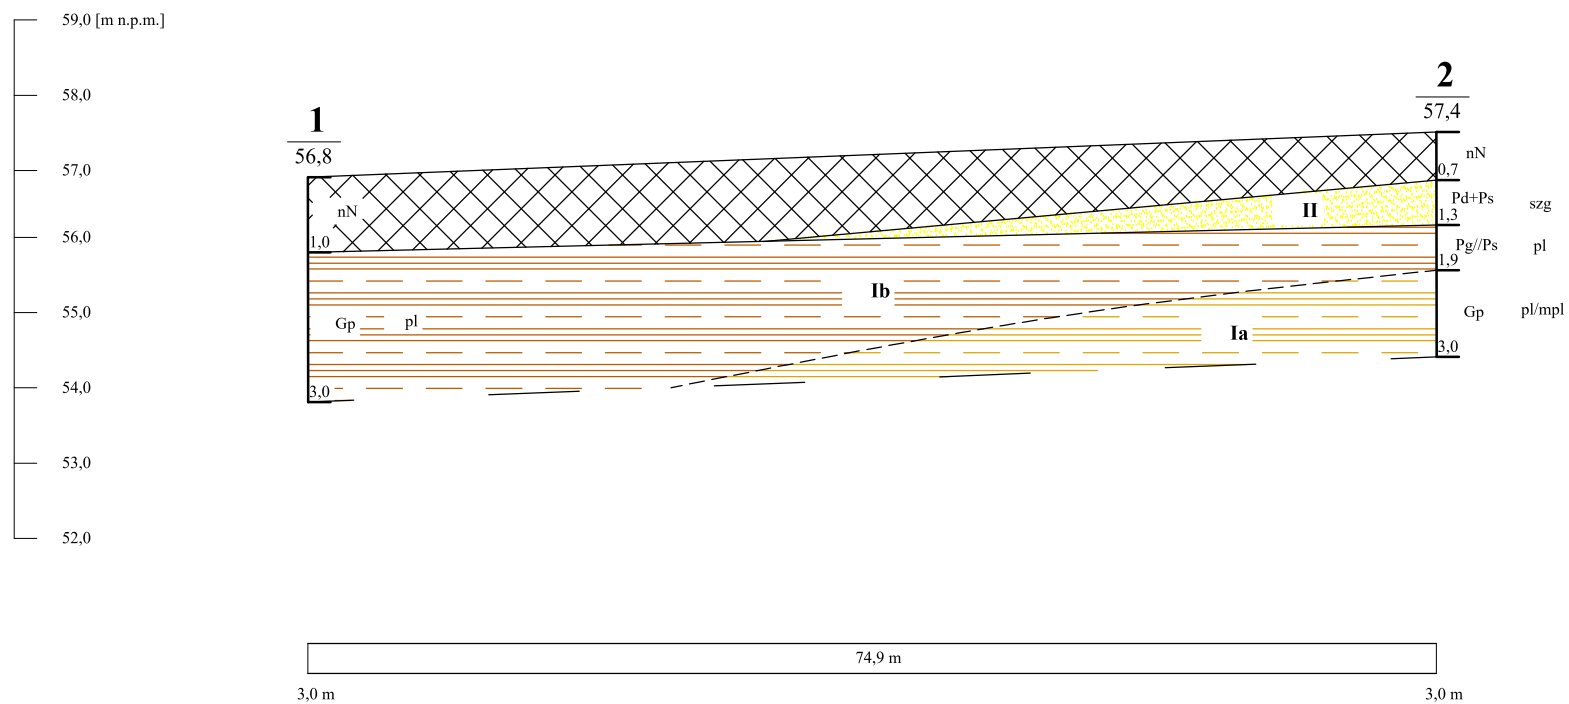 59,0 [m n.p.m.]
58,0
57,0
56,0
55,0
54,0
53,0
52,0
1
56,8
nN
1,0
Gp pl
3,0
Ib
II
Ia
2
57,4
nN
0,7
Pd+Ps szg
1,3
Pg//Ps pl
1,9
Gp pl/mpl
3,0
74,9 m
3,0 m 3,0 m